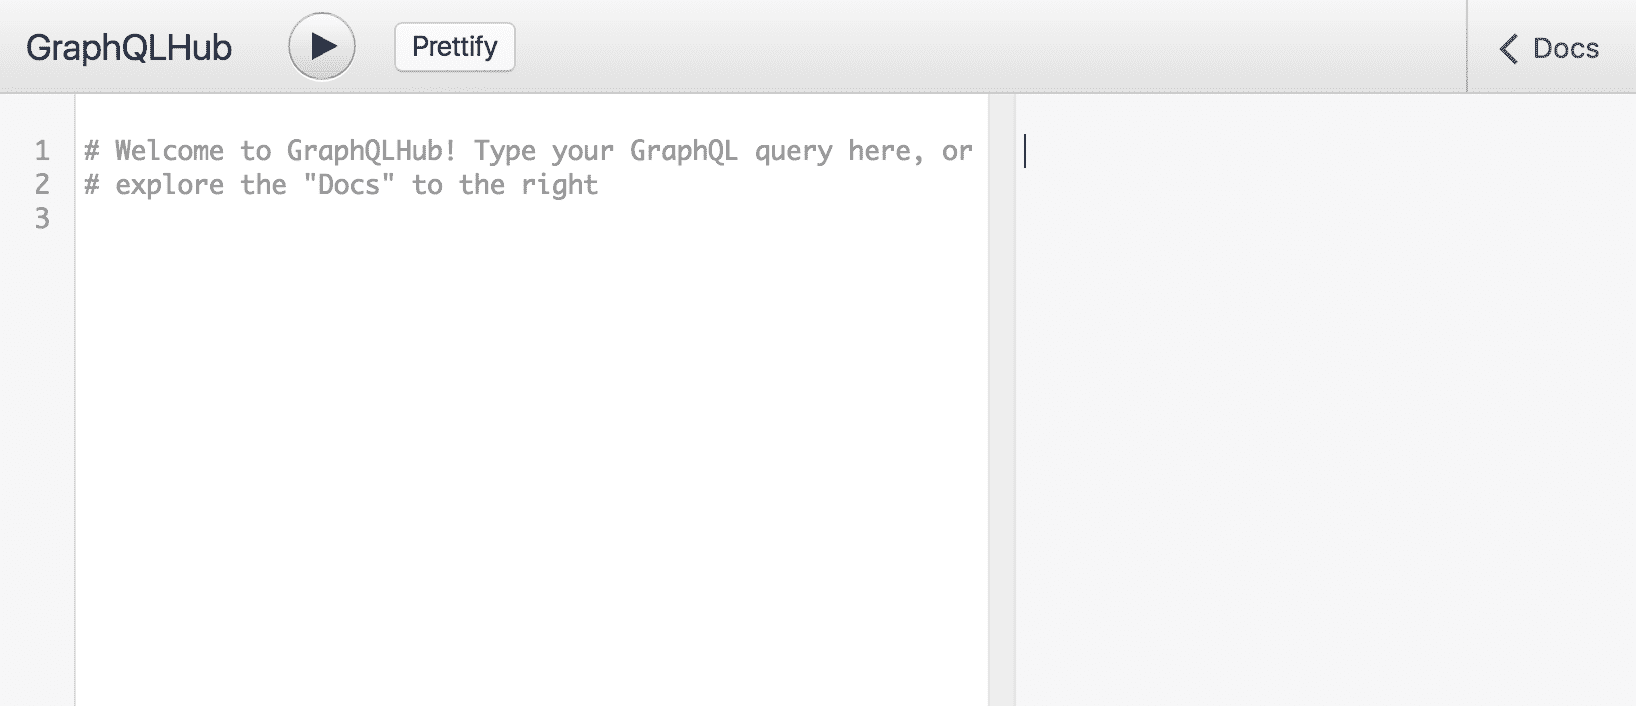 GraphQLHub
Prettify
Docs
1 # Welcome to GraphQLHub! Type your GraphQL query here, or
2 # explore the "Docs" to the right
3